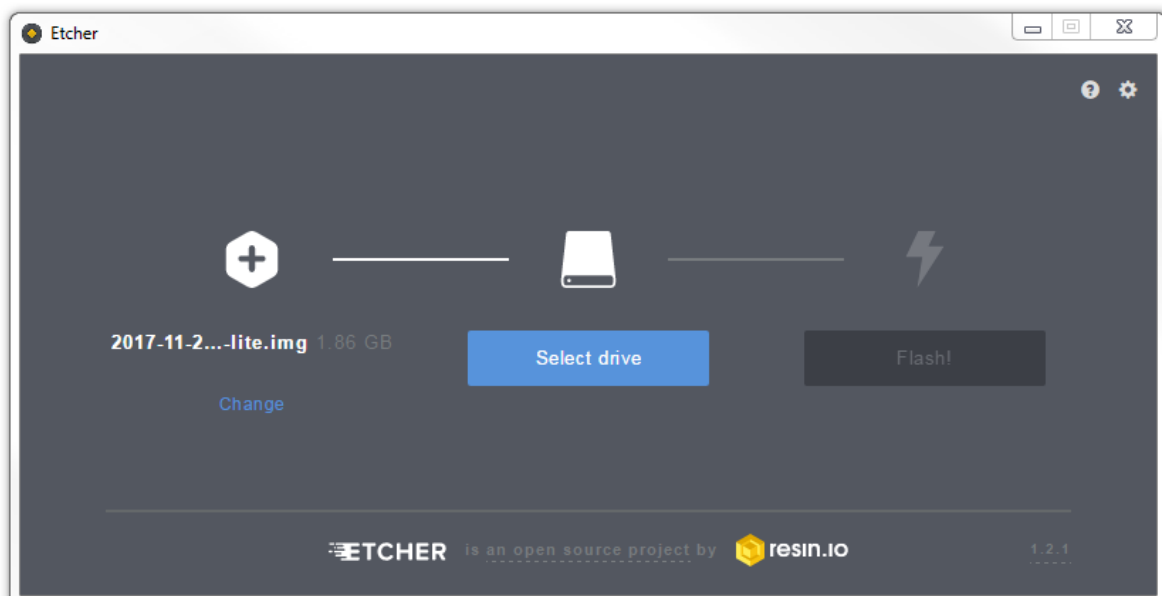 Etcher
2017-11-2...-lite.img 1.86 GB
Select drive
Flash!
Change
ETCHER is an open source project by resin.io 1.2.1